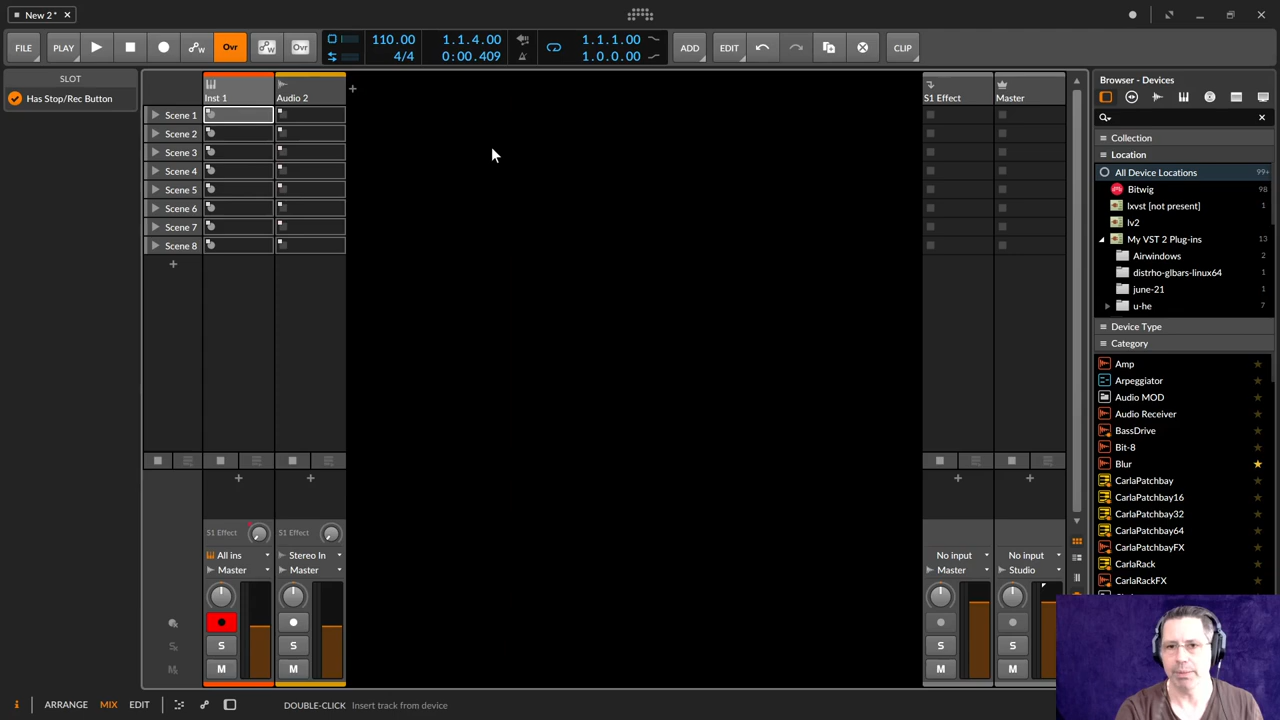 New 2*
FILE PLAY Ovr Ovr 110.00 1.1.4.00 1.1.1.00 ADD EDIT CLIP
4/4 0:00.409 1.0.0.00
SLOT
Has Stop/Rec Button
Inst 1 Audio 2 S1 Effect Master
Scene 1
Scene 2
Scene 3
Scene 4
Scene 5
Scene 6
Scene 7
Scene 8
S1 Effect S1 Effect
All ins Stereo In No input No input
Master Master Master Studio
S S S S
M M M M
Browser - Devices
Collection
Location
All Device Locations 99+
Bitwig 98
lxvst [not present] 1
lv2
My VST 2 Plug-ins 13
Airwindows 2
distrho-glbars-linux64 1
june-21 1
u-he 7
Device Type
Category
Amp
Arpeggiator
Audio MOD
Audio Receiver
BassDrive
Bit-8
Blur
CarlaPatchbay
CarlaPatchbay16
CarlaPatchbay32
CarlaPatchbay64
CarlaPatchbayFX
CarlaRack
CarlaRackFX
i ARRANGE MIX EDIT DOUBLE-CLICK Insert track from device